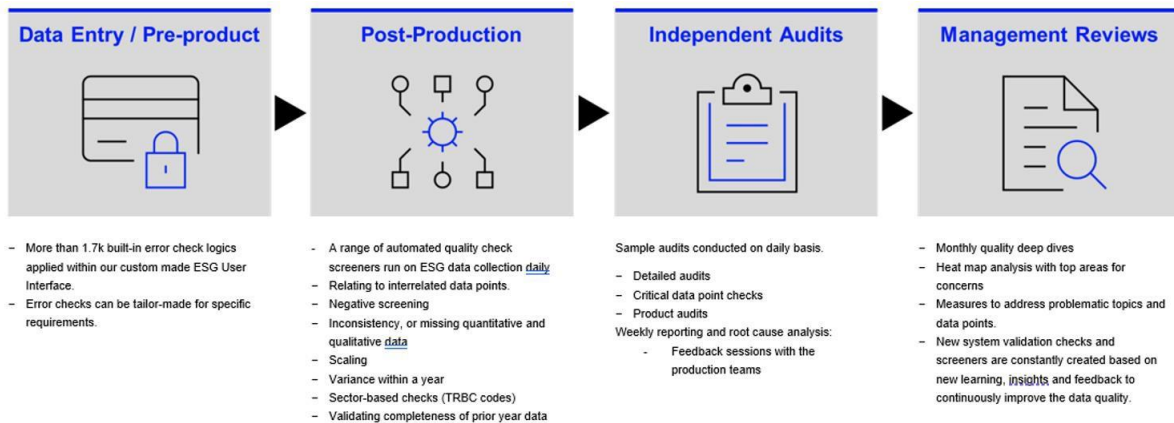 Data Entry / Pre-product
– More than 1.7k built-in error check logics
applied within our custom made ESG User
Interface.
– Error checks can be tailor-made for specific
requirements.
Post-Production
- A range of automated quality check
screeners run on ESG data collection daily
– Relating to interrelated data points.
– Negative screening
– Inconsistency, or missing quantitative and
qualitative data
– Scaling
– Variance within a year
– Sector-based checks (TRBC codes)
– Validating completeness of prior year data
Independent Audits
Sample audits conducted on daily basis.
– Detailed audits
– Critical data point checks
– Product audits
Weekly reporting and root cause analysis:
- Feedback sessions with the
production teams
Management Reviews
– Monthly quality deep dives
– Heat map analysis with top areas for
concerns
– Measures to address problematic topics and
data points.
– New system validation checks and
screeners are constantly created based on
new learning, insights and feedback to
continuously improve the data quality.